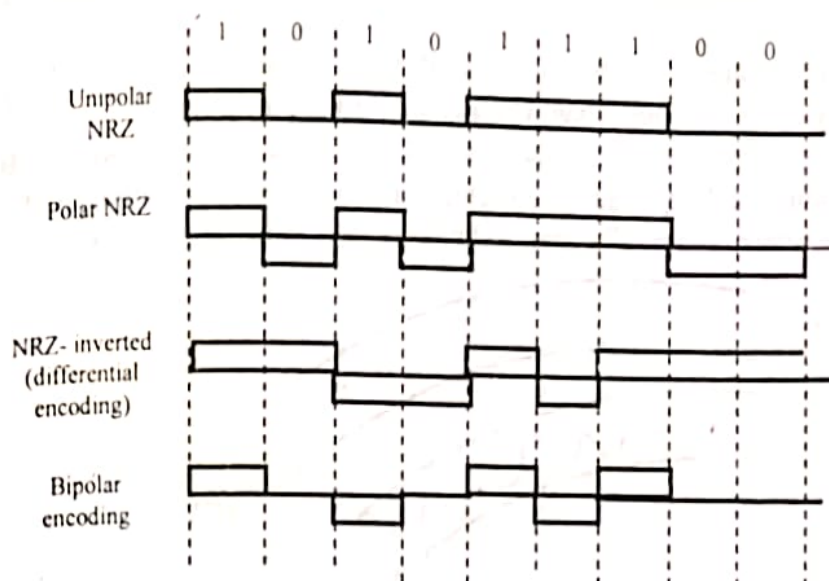 1 0 1 0 1 1 1 0 0
Unipolar
NRZ
Polar NRZ
NRZ- inverted
(differential
encoding)
Bipolar
encoding